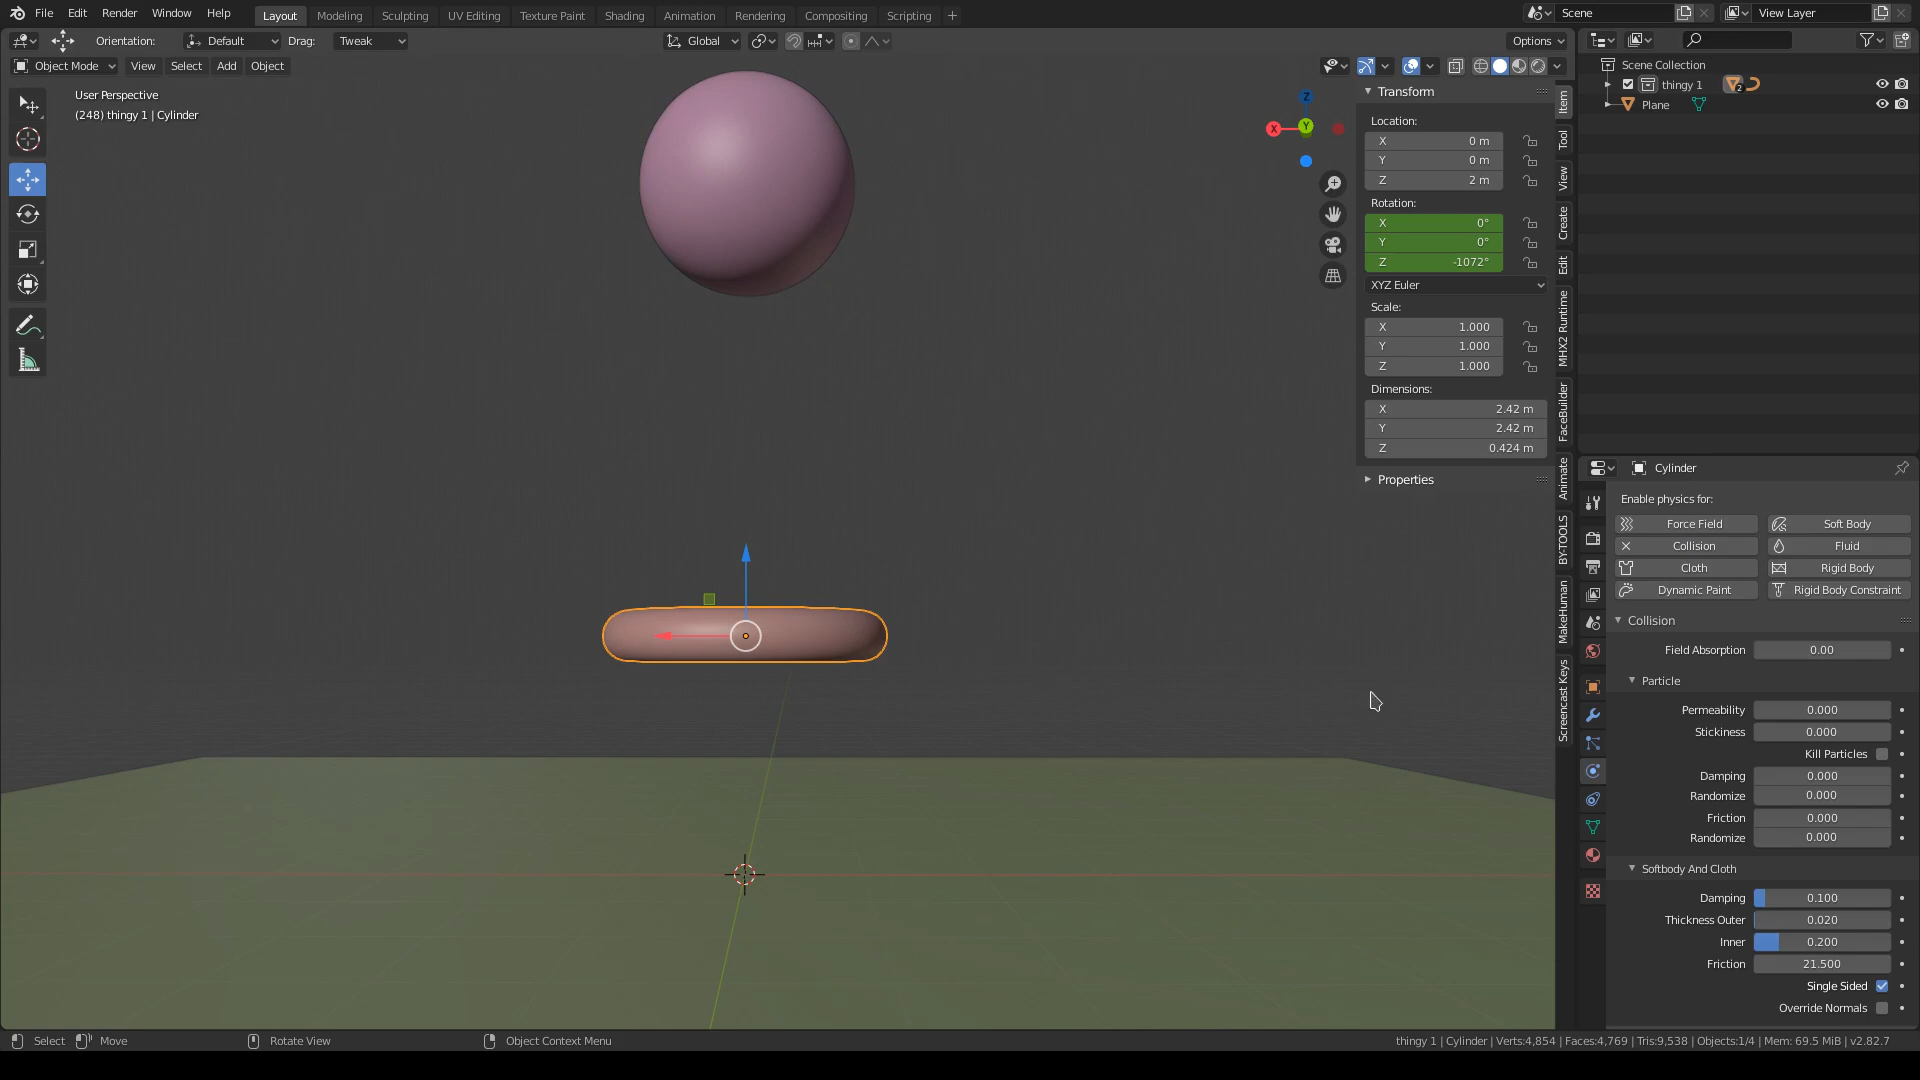 File Edit Render Window Help Layout Modeling Sculpting UV Editing Texture Paint Shading Animation Rendering Compositing Scripting + Scene View Layer
Orientation: Default Drag: Tweak Global Options
Object Mode View Select Add Object
User Perspective
(248) thingy 1 | Cylinder
Z
X
Y
Transform
Location:
X 0 m
Y 0 m
Z 2 m
Rotation:
X 0°
Y 0°
Z -1072°
XYZ Euler
Scale:
X 1.000
Y 1.000
Z 1.000
Dimensions:
X 2.42 m
Y 2.42 m
Z 0.424 m
Properties
Item
Tool
View
Create
Edit
MHX2 Runtime
FaceBuilder
Animate
BY-TOOLS
MakeHuman
Screencast Keys
Scene Collection
thingy 1 2
Plane
Cylinder
Enable physics for:
Force Field Soft Body
Collision Fluid
Cloth Rigid Body
Dynamic Paint Rigid Body Constraint
Collision
Field Absorption 0.00
Particle
Permeability 0.000
Stickiness 0.000
Kill Particles
Damping 0.000
Randomize 0.000
Friction 0.000
Randomize 0.000
Softbody And Cloth
Damping 0.100
Thickness Outer 0.020
Inner 0.200
Friction 21.500
Single Sided
Override Normals
Select Move Rotate View Object Context Menu thingy 1 | Cylinder | Verts:4,854 | Faces:4,769 | Tris:9,538 | Objects:1/4 | Mem: 69.5 MiB | v2.82.7